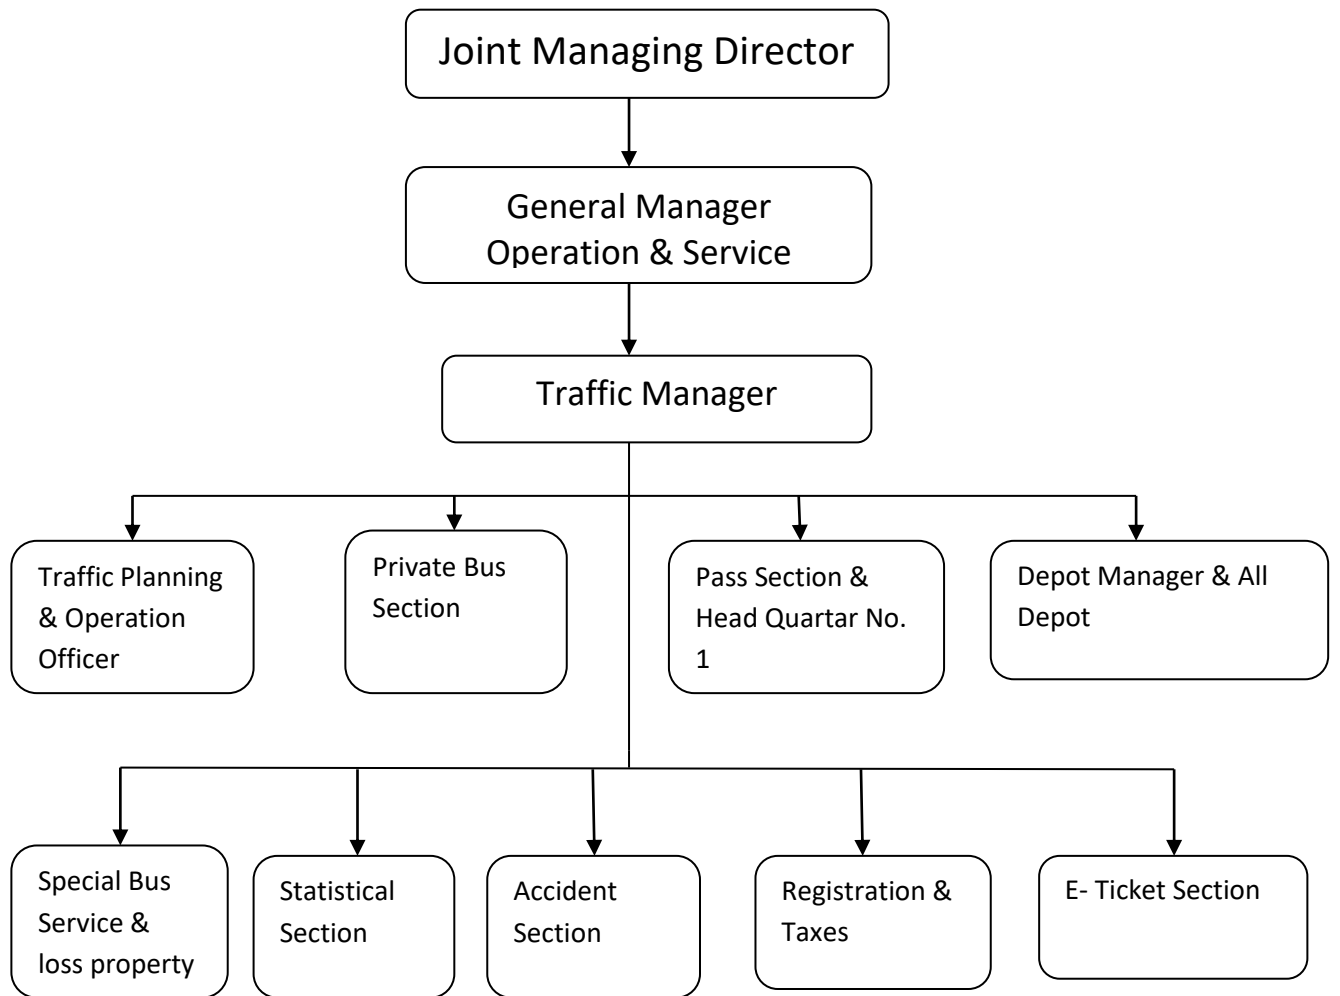 Joint Managing Director
General Manager
Operation & Service
Traffic Manager
Traffic Planning
& Operation
Officer
Private Bus
Section
Pass Section &
Head Quartar No.
1
Depot Manager & All
Depot
Special Bus
Service &
loss property
Statistical
Section
Accident
Section
Registration &
Taxes
E- Ticket Section